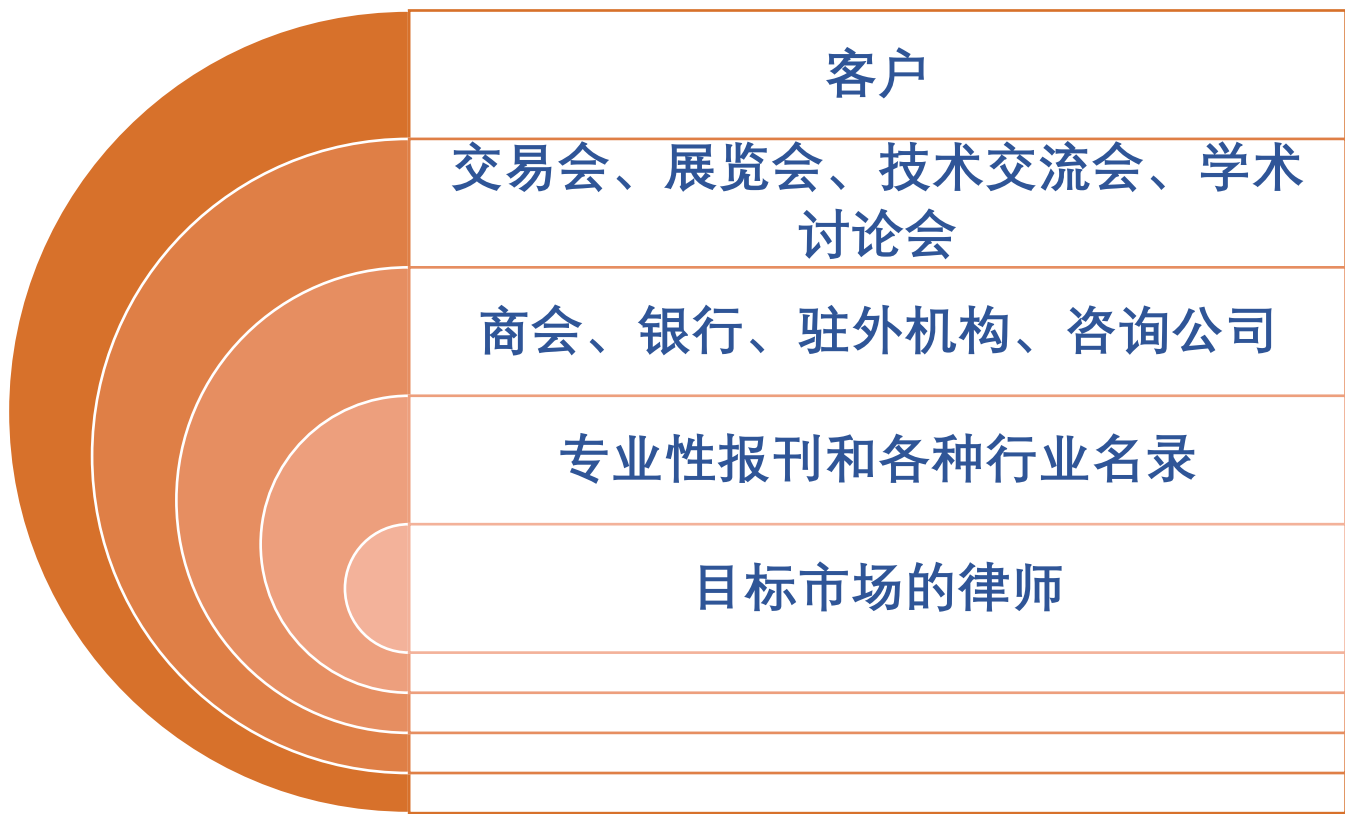 客户
交易会、展览会、技术交流会、学术
讨论会
商会、银行、驻外机构、咨询公司
专业性报刊和各种行业名录
目标市场的律师